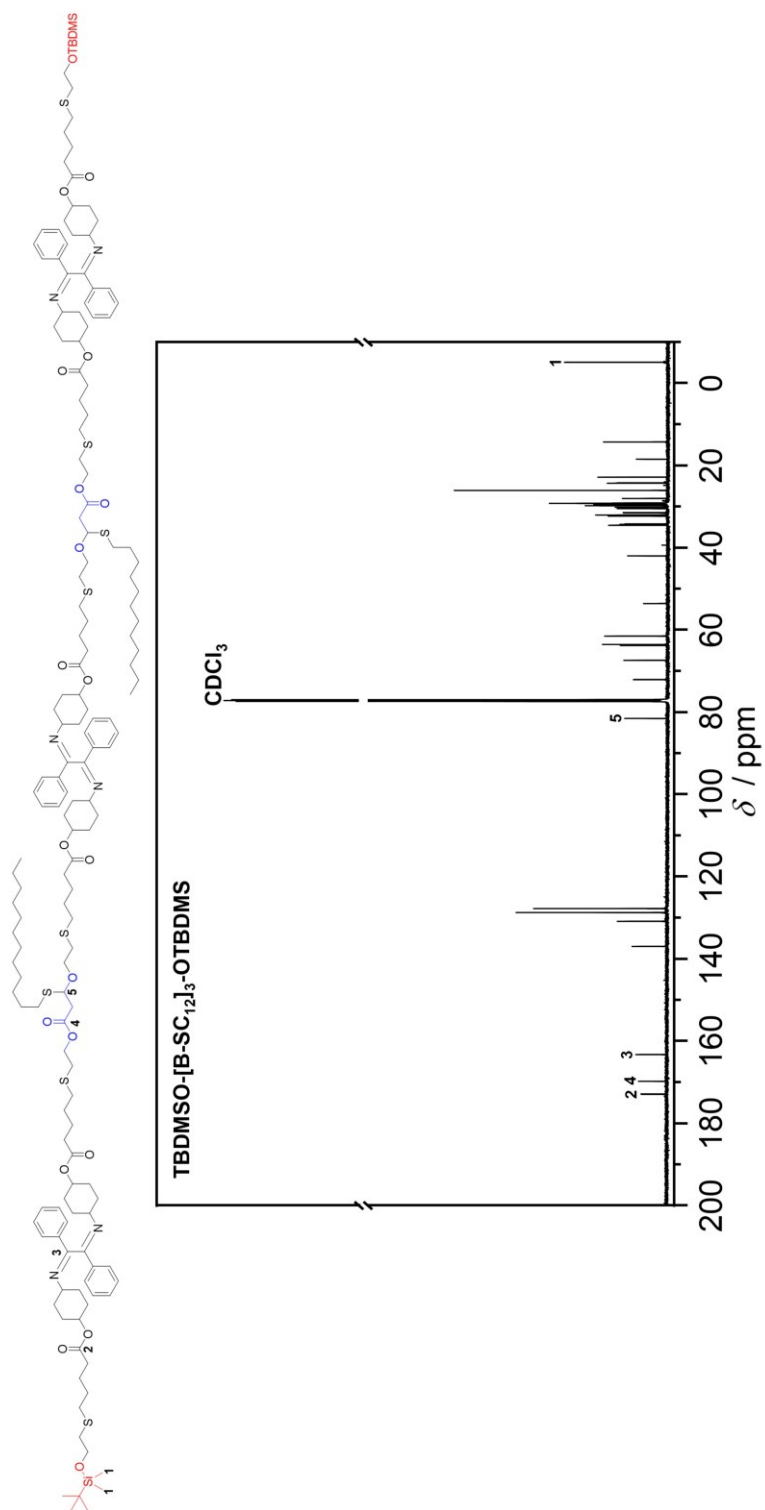 Si
1
1
O
S
O
2
O
N
3
N
O
O
S
O
O
4
S
5
O
S
O
O
N
N
O
O
S
O
S
O
O
S
O
O
N
N
O
O
S
OTBDMS
TBDMSO-[B-SC₁₂]₃-OTBDMS
CDCl₃
2 4 3
5
1
200 180 160 140 120 100 80 60 40 20 0
δ / ppm